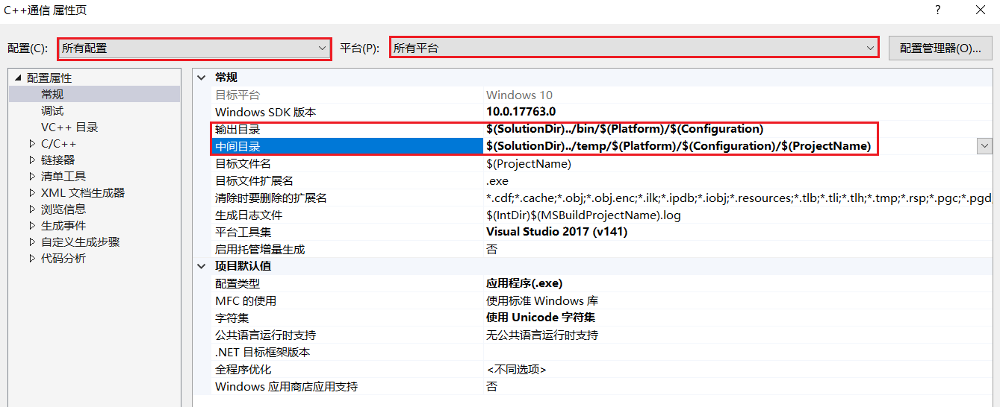 C++通信 属性页
配置(C): 所有配置 平台(P): 所有平台 配置管理器(O)...
配置属性
常规
调试
VC++ 目录
C/C++
链接器
清单工具
XML 文档生成器
浏览信息
生成事件
自定义生成步骤
代码分析
常规
目标平台 Windows 10
Windows SDK 版本 10.0.17763.0
输出目录 $(SolutionDir)../bin/$(Platform)/$(Configuration)
中间目录 $(SolutionDir)../temp/$(Platform)/$(Configuration)/$(ProjectName)
目标文件名 $(ProjectName)
目标文件扩展名 .exe
清除时要删除的扩展名 *.cdf;*.cache;*.obj;*.obj.enc;*.ilk;*.ipdb;*.iobj;*.resources;*.tlb;*.tli;*.tlh;*.tmp;*.rsp;*.pgc;*.pgd
生成日志文件 $(IntDir)$(MSBuildProjectName).log
平台工具集 Visual Studio 2017 (v141)
启用托管增量生成 否
项目默认值
配置类型 应用程序(.exe)
MFC 的使用 使用标准 Windows 库
字符集 使用 Unicode 字符集
公共语言运行时支持 无公共语言运行时支持
.NET 目标框架版本
全程序优化 <不同选项>
Windows 应用商店应用支持 否